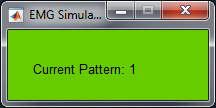 EMG Simula...
Current Pattern: 1